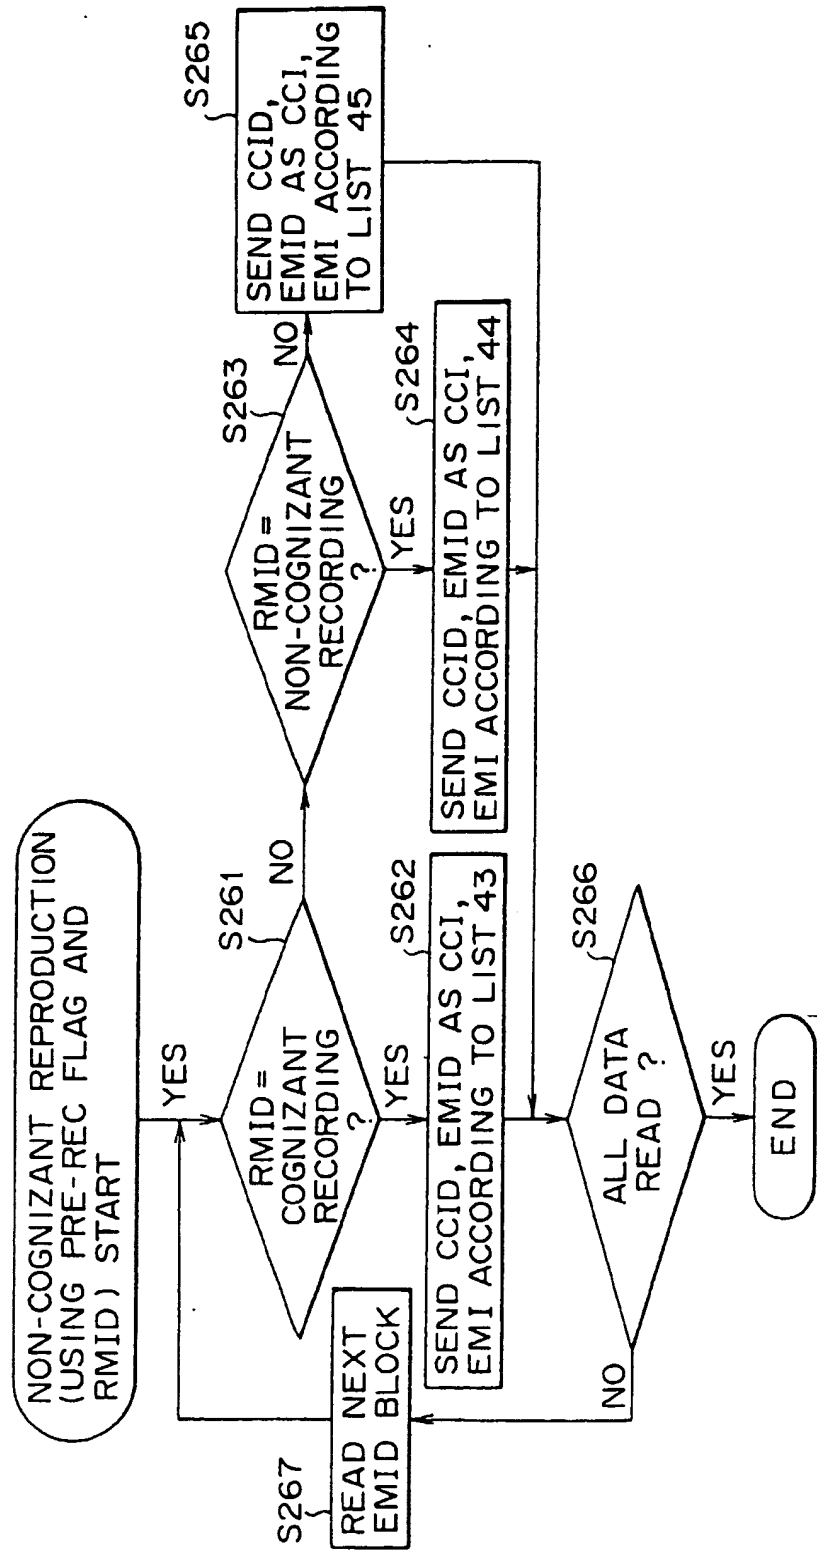 NON-COGNIZANT REPRODUCTION
(USING PRE-REC FLAG AND
RMID) START
YES
S261
RMID=
COGNIZANT
RECORDING
?
NO
YES
S262
SEND CCID, EMID AS CCI,
EMI ACCORDING TO LIST 43
S263
RMID=
NON-COGNIZANT
RECORDING
?
NO
YES
S264
SEND CCID, EMID AS CCI,
EMI ACCORDING TO LIST 44
S265
SEND CCID,
EMID AS CCI,
EMI ACCORDING
TO LIST 45
S266
ALL DATA
READ ?
NO
YES
S267
READ NEXT
EMID BLOCK
END